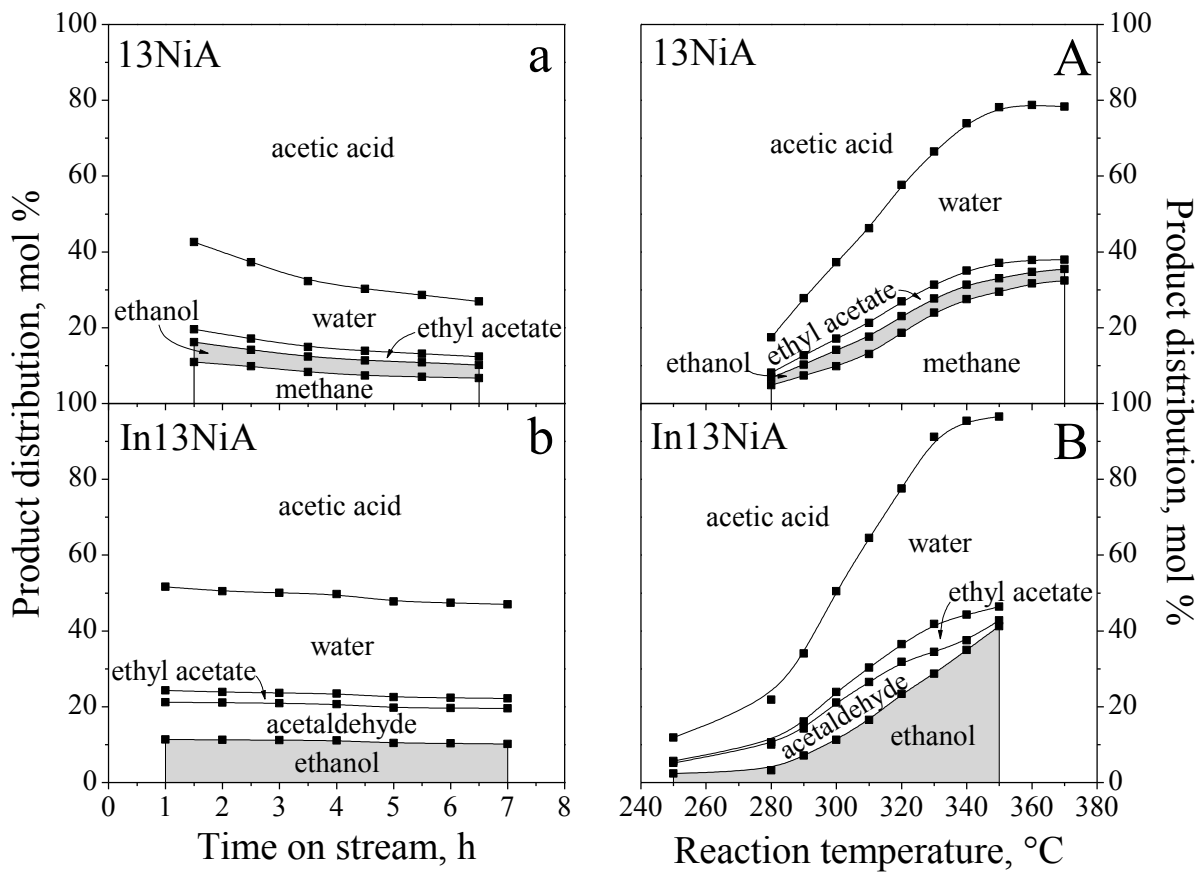 Product distribution, mol %
100
80
60
40
20
13NiA
a
acetic acid
ethanol
water
ethyl acetate
methane
13NiA
A
acetic acid
water
ethyl acetate
ethanol
methane
100
80
60
40
20
100
80
60
40
20
0
In13NiA
b
acetic acid
water
ethyl acetate
acetaldehyde
ethanol
0 1 2 3 4 5 6 7 8
Time on stream, h
In13NiA
B
acetic acid
water
ethyl acetate
acetaldehyde
ethanol
100
80
60
40
20
0
240 260 280 300 320 340 360 380
Reaction temperature, °C
Product distribution, mol %